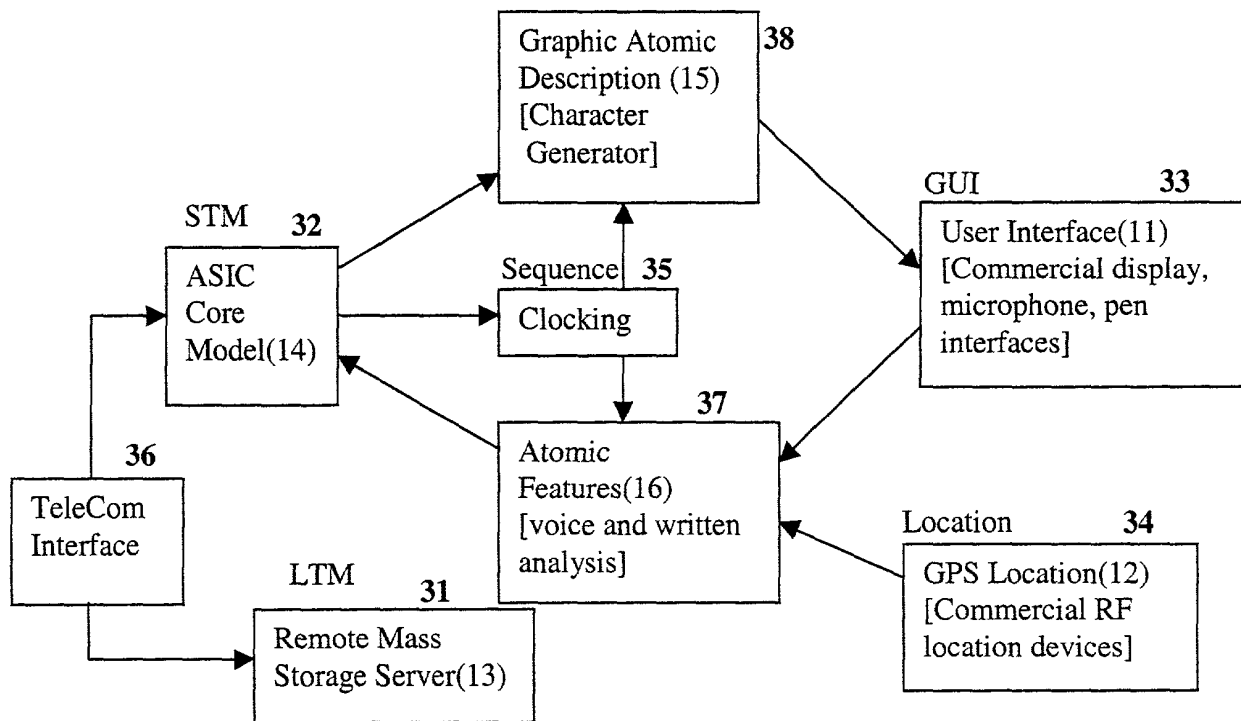 Graphic Atomic
Description (15)
[Character
Generator]
38
GUI
33
User Interface(11)
[Commercial display,
microphone, pen
interfaces]
STM
32
ASIC
Core
Model(14)
Sequence
35
Clocking
37
Atomic
Features(16)
[voice and written
analysis]
36
TeleCom
Interface
Location
34
GPS Location(12)
[Commercial RF
location devices]
LTM
31
Remote Mass
Storage Server(13)